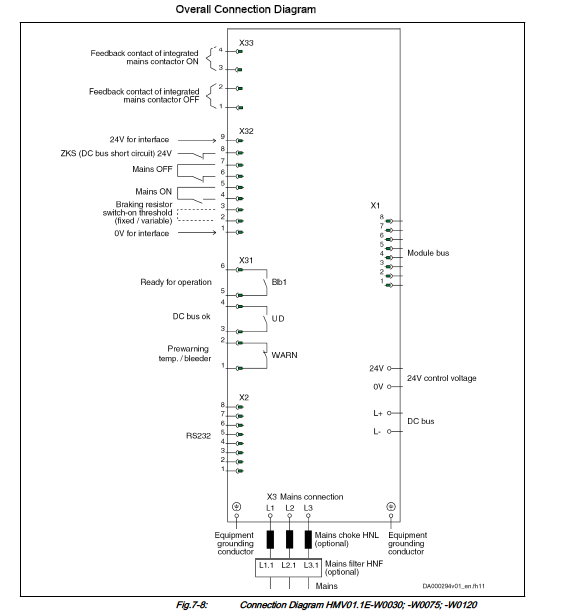 Overall Connection Diagram
X33
Feedback contact of integrated
mains contactor ON
4
3
Feedback contact of integrated
mains contactor OFF
2
1
X32
24V for interface
9
ZKS (DC bus short circuit) 24V
8
Mains OFF
7
6
Mains ON
5
4
Braking resistor
switch-on threshold
(fixed / variable)
3
2
0V for interface
1
X1
8
7
6
5
4
3
2
1
Module bus
X31
6
Ready for operation
Bb1
5
4
DC bus ok
UD
3
2
Prewarning
temp. / bleeder
WARN
1
24V
0V
24V control voltage
L+
L-
DC bus
X2
8
7
6
5
4
3
2
1
RS232
X3 Mains connection
L1 L2 L3
Equipment
grounding
conductor
Mains choke HNL
(optional)
Equipment
grounding
conductor
L1.1 L2.1 L3.1
Mains filter HNF
(optional)
Mains
DA000294v01_en.fh11
Fig.7-8: Connection Diagram HMV01.1E-W0030; -W0075; -W0120